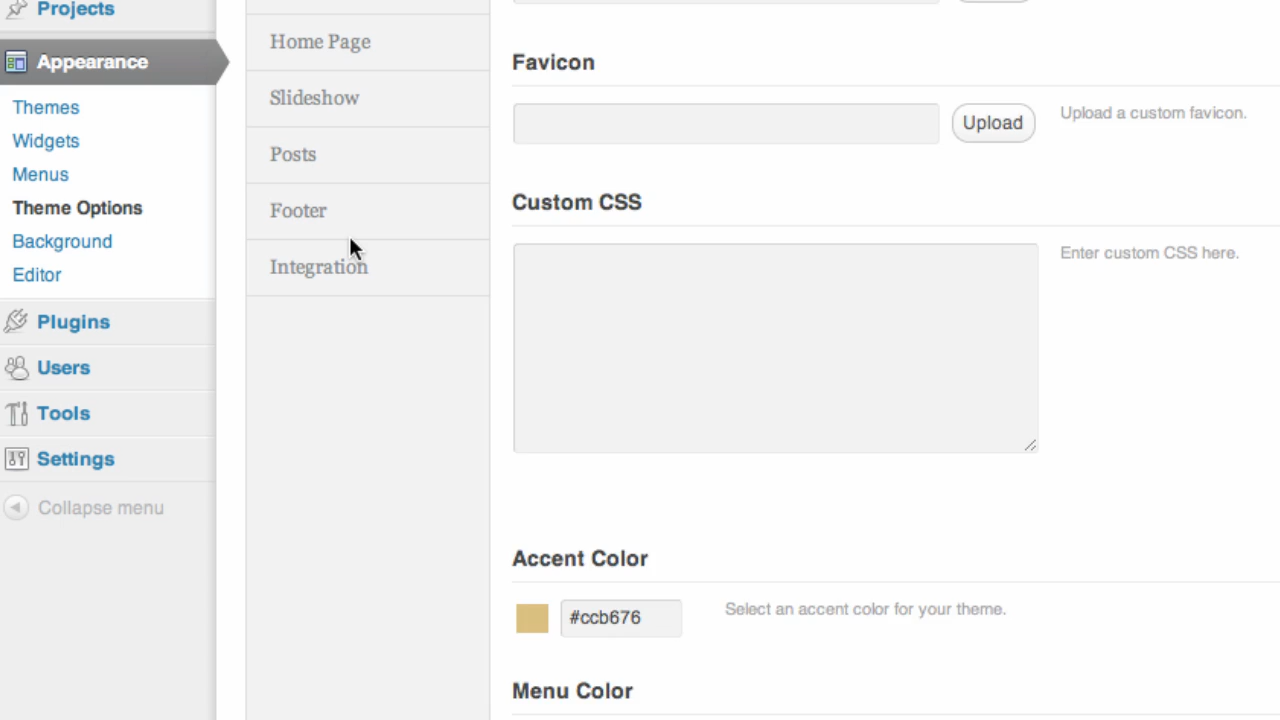 Projects
Appearance
Themes
Widgets
Menus
Theme Options
Background
Editor
Plugins
Users
Tools
Settings
Collapse menu
Home Page
Slideshow
Posts
Footer
Integration
Favicon
Upload
Upload a custom favicon.
Custom CSS
Enter custom CSS here.
Accent Color
#ccb676
Select an accent color for your theme.
Menu Color